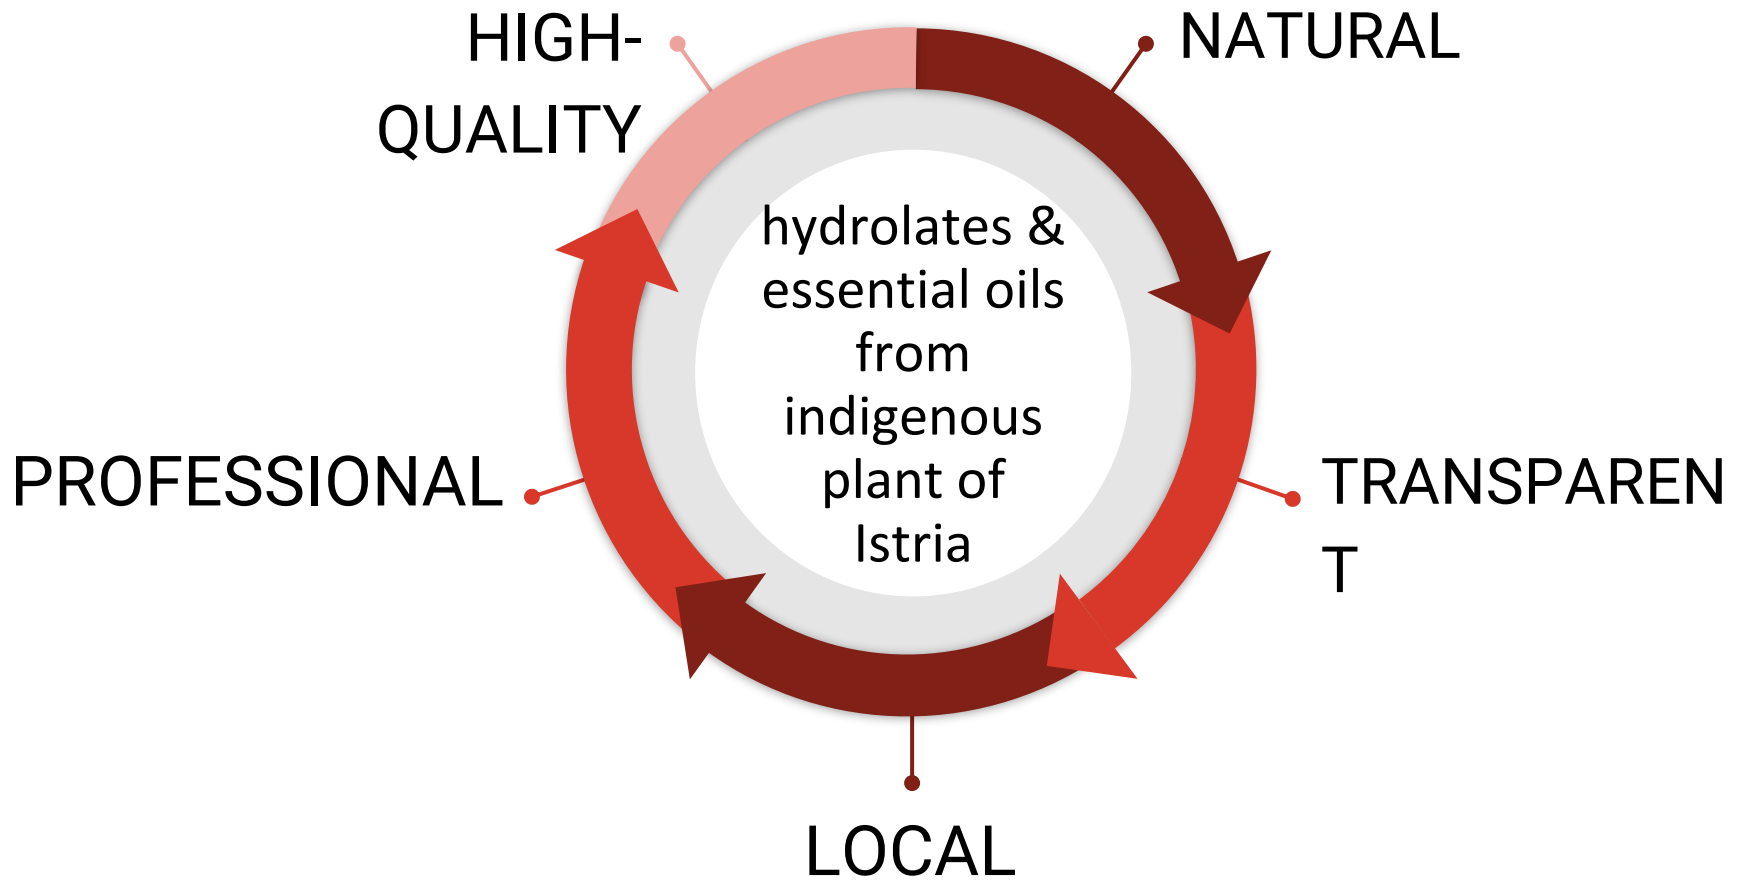 HIGH-
QUALITY
NATURAL
hydrolates &
essential oils
from
indigenous
plant of
Istria
PROFESSIONAL
TRANSPAREN
T
LOCAL